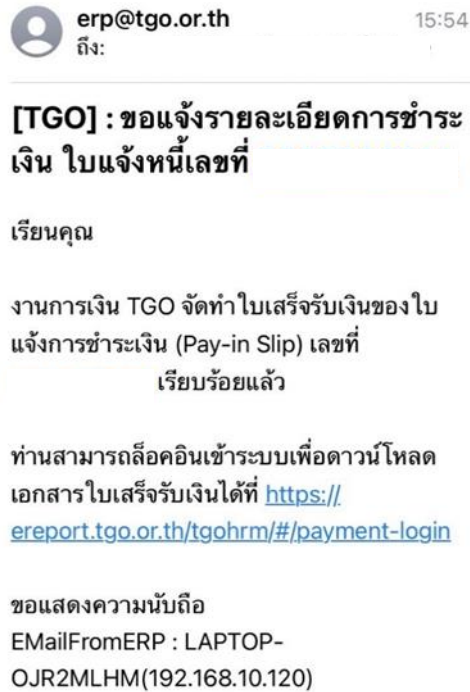 erp@tgo.or.th 15:54
ถึง:
[TGO] : ขอแจ้งรายละเอียดการชำระ
เงิน ใบแจ้งหนี้เลขที่
เรียนคุณ
งานการเงิน TGO จัดทำใบเสร็จรับเงินของใบ
แจ้งการชำระเงิน (Pay-in Slip) เลขที่
เรียบร้อยแล้ว
ท่านสามารถล็อคอินเข้าระบบเพื่อดาวน์โหลด
เอกสารใบเสร็จรับเงินได้ที่ https://
ereport.tgo.or.th/tgohrm/#/payment-login
ขอแสดงความนับถือ
EMailFromERP : LAPTOP-
OJR2MLHM(192.168.10.120)